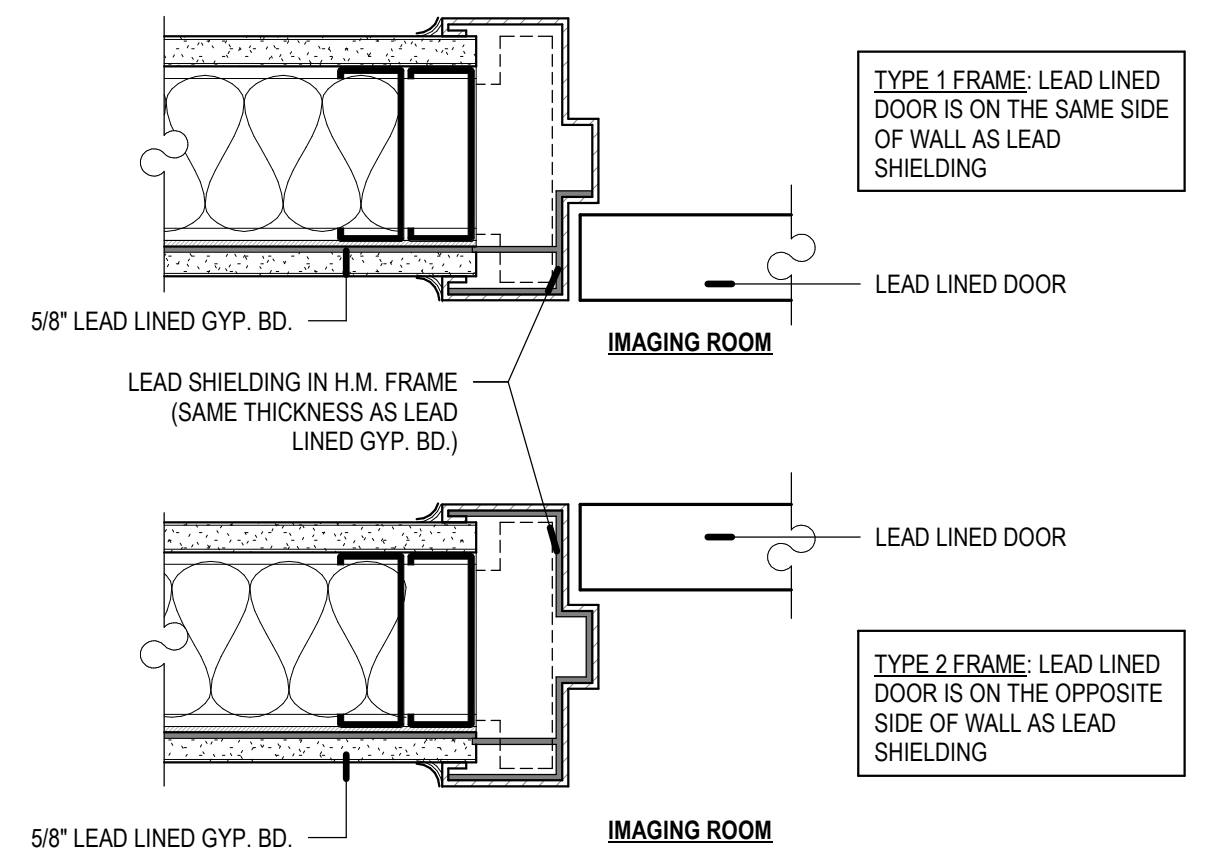 TYPE 1 FRAME: LEAD LINED
DOOR IS ON THE SAME SIDE
OF WALL AS LEAD
SHIELDING
LEAD LINED DOOR
5/8" LEAD LINED GYP. BD.
IMAGING ROOM
LEAD SHIELDING IN H.M. FRAME
(SAME THICKNESS AS LEAD
LINED GYP. BD.)
LEAD LINED DOOR
TYPE 2 FRAME: LEAD LINED
DOOR IS ON THE OPPOSITE
SIDE OF WALL AS LEAD
SHIELDING
5/8" LEAD LINED GYP. BD.
IMAGING ROOM